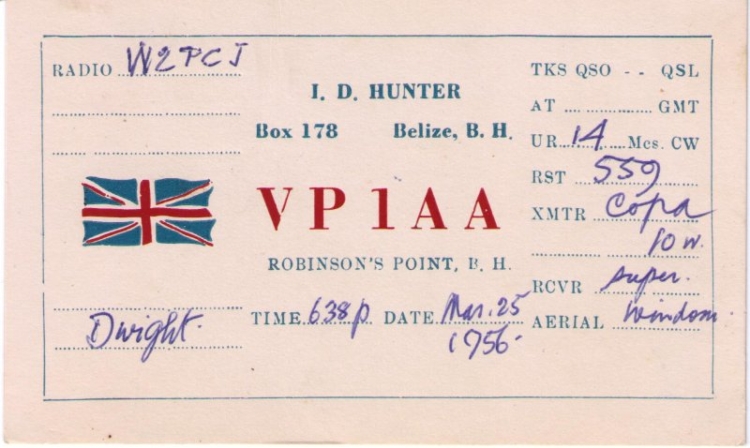 RADIO W2PCJ
I. D. HUNTER
Box 178 Belize, B. H.
VP1AA
ROBINSON'S POINT, B. H.
TIME 638p DATE Mar. 25
1956
Dwight.
TKS QSO - - QSL
AT GMT
UR 14 Mcs. CW
RST 559
XMTR Copa
10 w.
RCVR super.
AERIAL Windom.